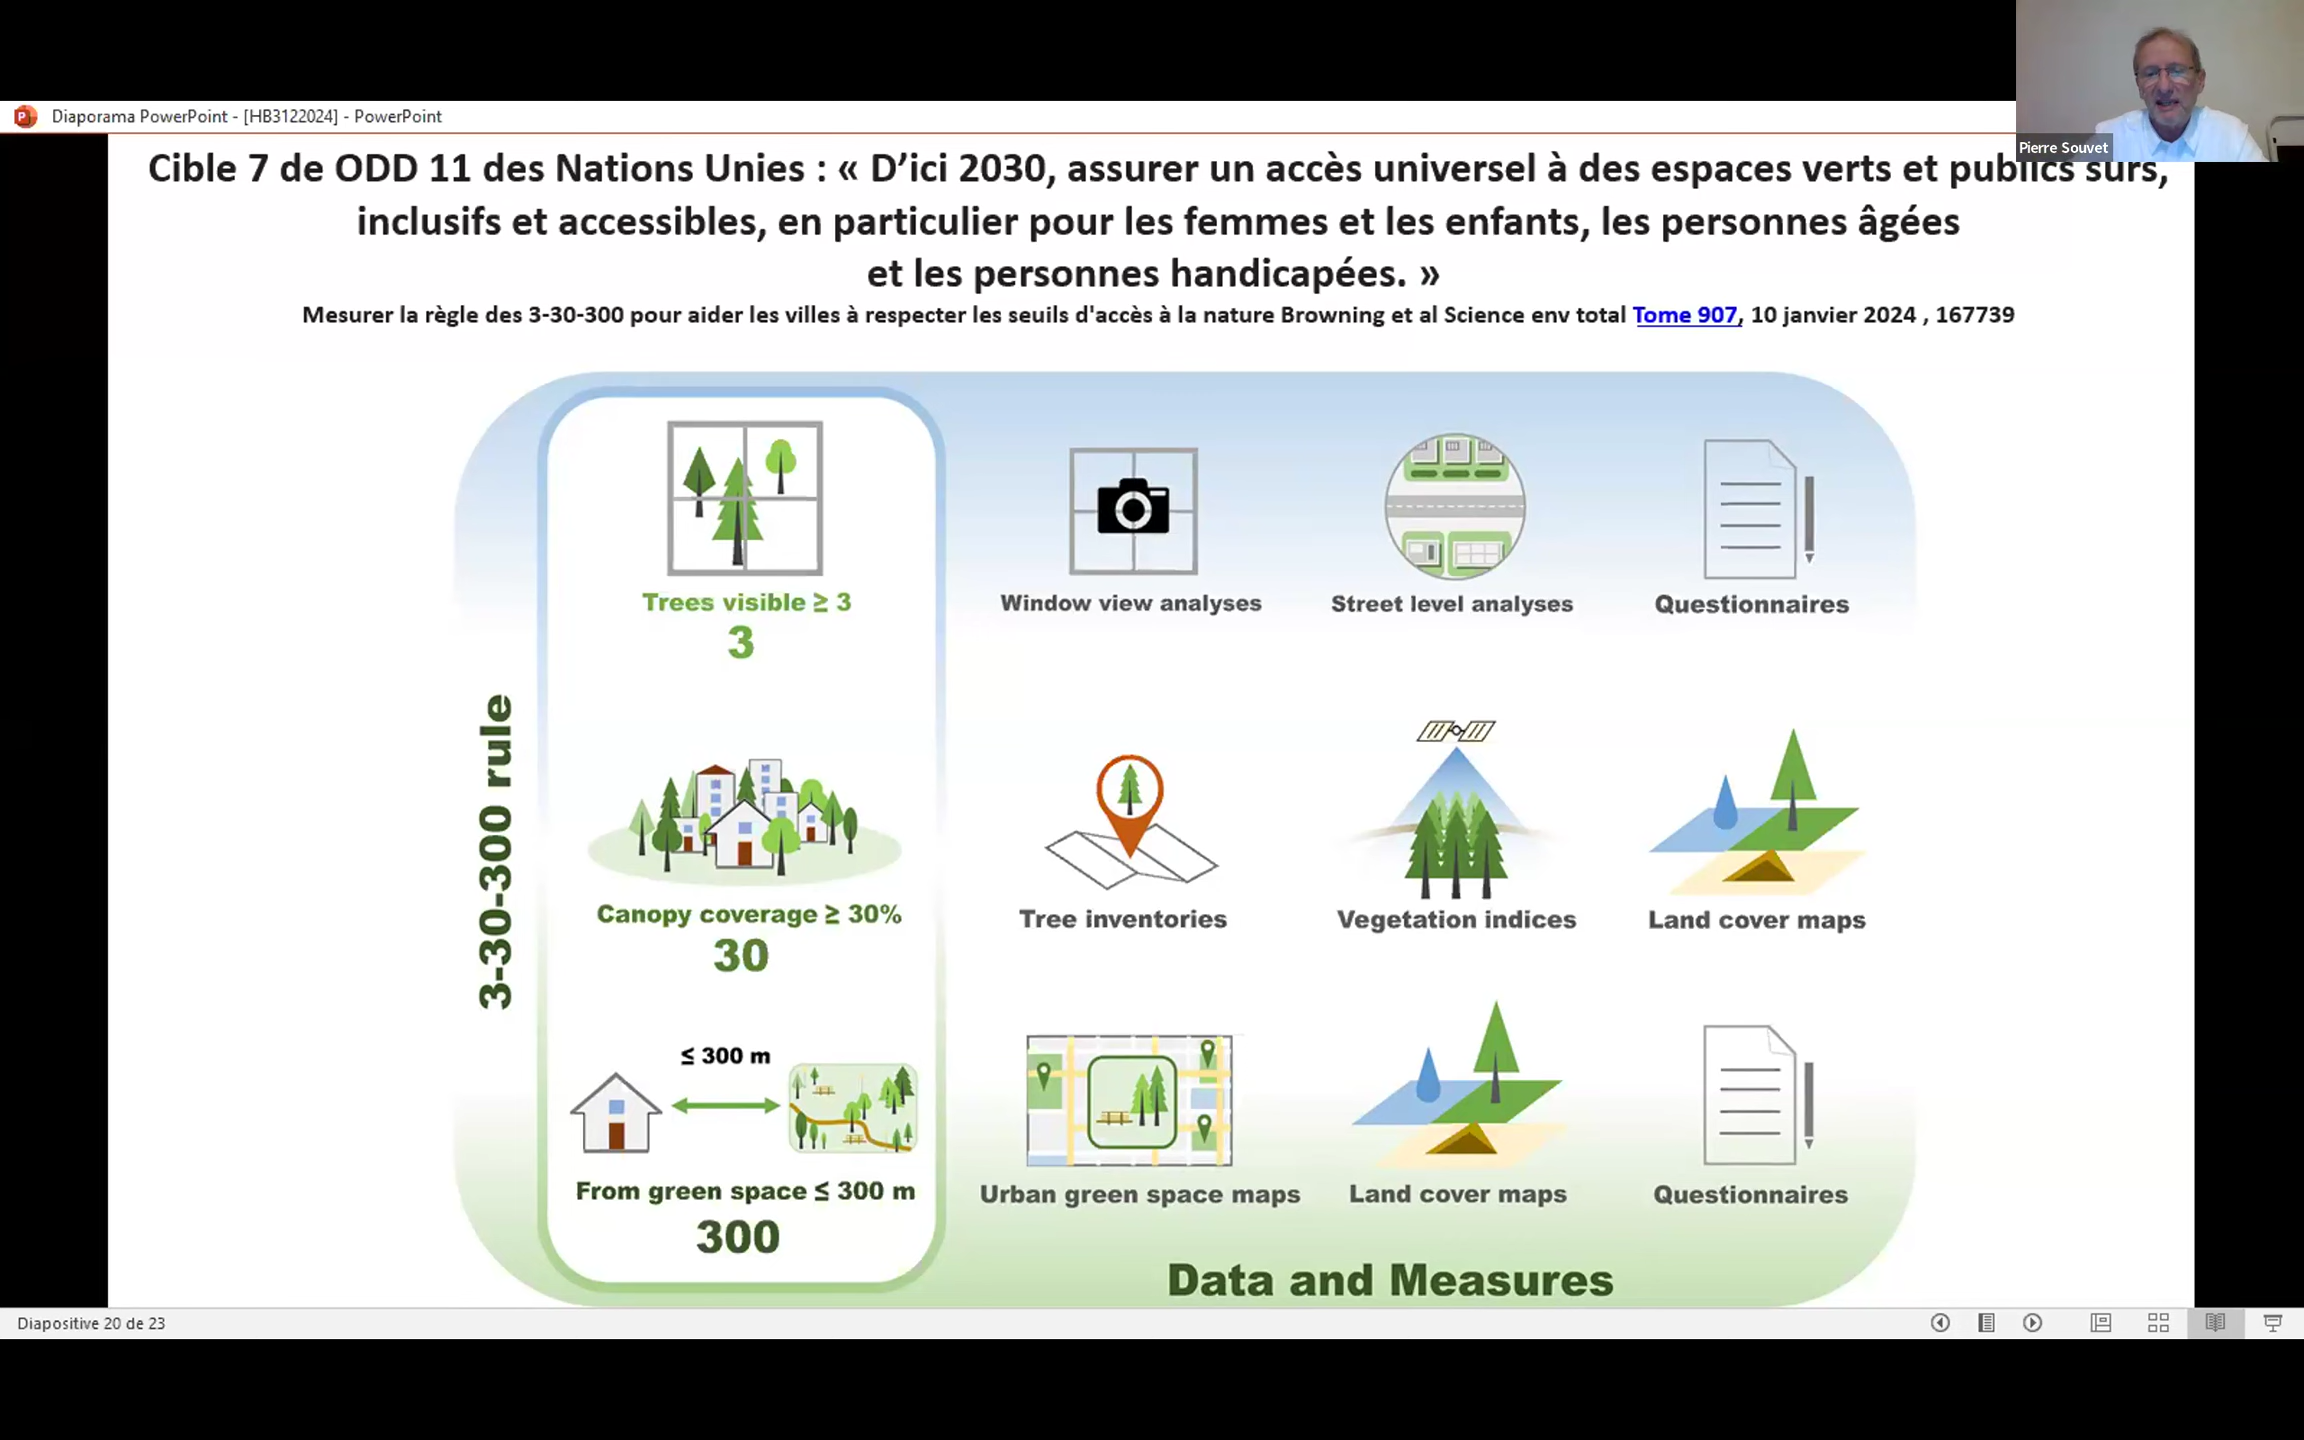 Diaporama PowerPoint - [HB3122024] - PowerPoint
Pierre Souvet
Cible 7 de ODD 11 des Nations Unies : « D’ici 2030, assurer un accès universel à des espaces verts et publics sûrs,
inclusifs et accessibles, en particulier pour les femmes et les enfants, les personnes âgées
et les personnes handicapées. »
Mesurer la règle des 3-30-300 pour aider les villes à respecter les seuils d'accès à la nature Browning et al Science env total Tome 907, 10 janvier 2024 , 167739
3-30-300 rule
Trees visible ≥ 3
3
Window view analyses
Street level analyses
Questionnaires
Canopy coverage ≥ 30%
30
Tree inventories
Vegetation indices
Land cover maps
≤ 300 m
From green space ≤ 300 m
300
Urban green space maps
Land cover maps
Questionnaires
Data and Measures
Diapositive 20 de 23